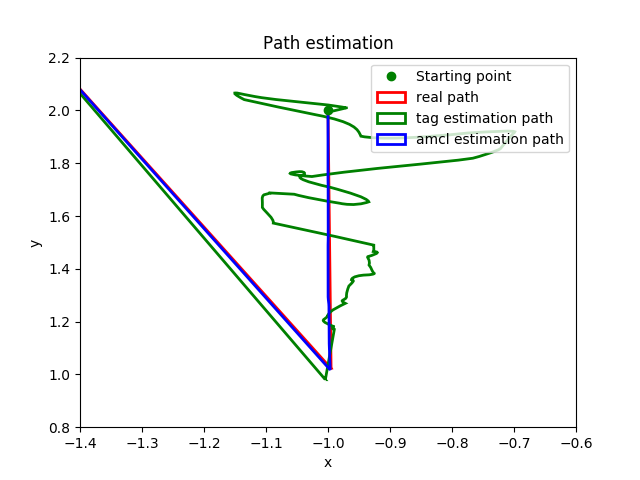 Path estimation
2.2
2.0
1.8
1.6
1.4
1.2
1.0
0.8
y
Starting point
real path
tag estimation path
amcl estimation path
−1.4 −1.3 −1.2 −1.1 −1.0 −0.9 −0.8 −0.7 −0.6
x